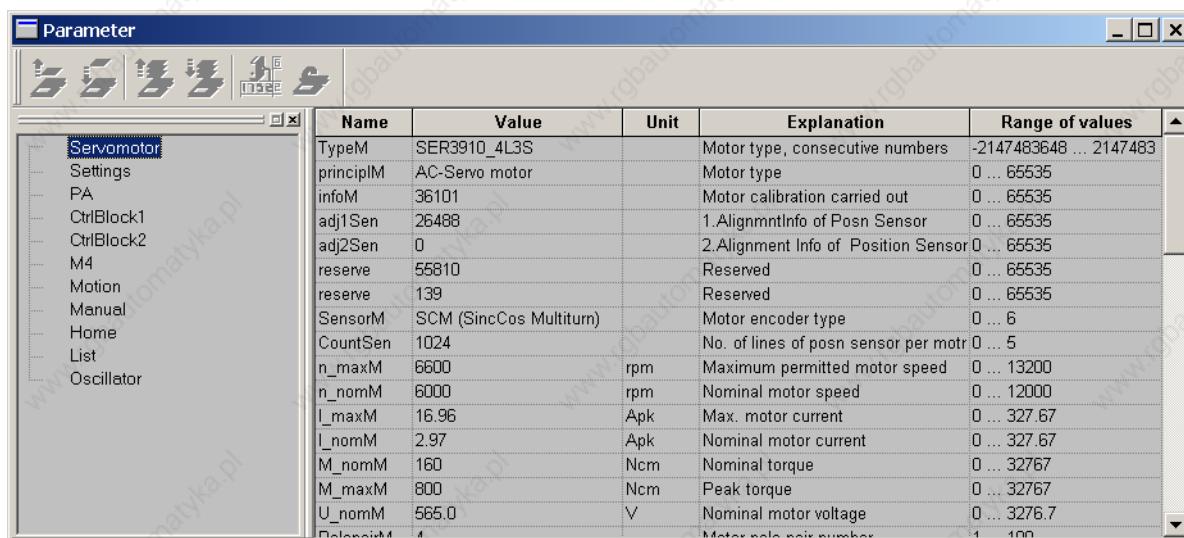 Parameter
Servomotor
Settings
PA
CtrlBlock1
CtrlBlock2
M4
Motion
Manual
Home
List
Oscillator
Name Value Unit Explanation Range of values
TypeM SER3910_4L3S Motor type, consecutive numbers -2147483648 ... 2147483
principlM AC-Servo motor Motor type 0 ... 65535
infoM 36101 Motor calibration carried out 0 ... 65535
adj1Sen 26488 1.AlignmntInfo of Posn Sensor 0 ... 65535
adj2Sen 0 2.Alignment Info of Position Sensor 0 ... 65535
reserve 55810 Reserved 0 ... 65535
reserve 139 Reserved 0 ... 65535
SensorM SCM (SincCos Multiturn) Motor encoder type 0 ... 6
CountSen 1024 No. of lines of posn sensor per motr 0 ... 5
n_maxM 6600 rpm Maximum permitted motor speed 0 ... 13200
n_nomM 6000 rpm Nominal motor speed 0 ... 12000
I_maxM 16.96 Apk Max. motor current 0 ... 327.67
I_nomM 2.97 Apk Nominal motor current 0 ... 327.67
M_nomM 160 Ncm Nominal torque 0 ... 32767
M_maxM 800 Ncm Peak torque 0 ... 32767
U_nomM 565.0 V Nominal motor voltage 0 ... 3276.7
PolepairM 4 Motor pole pair number 1 ... 100
www.rgbautomatyka.pl